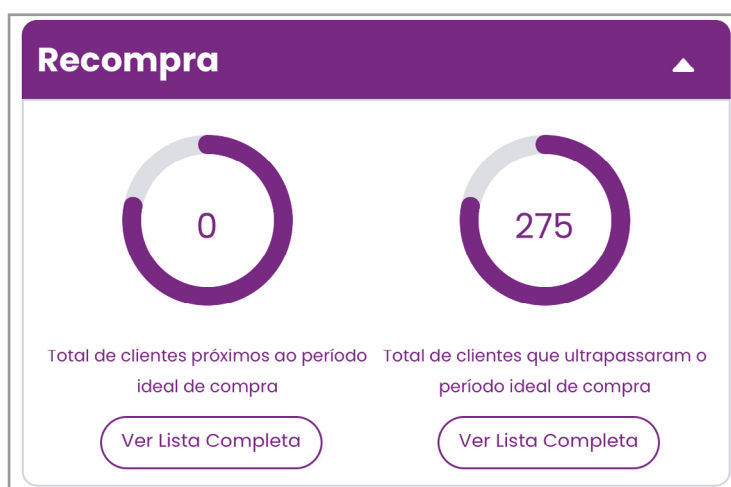 Recompra
0
275
Total de clientes próximos ao período
ideal de compra
Total de clientes que ultrapassaram o
período ideal de compra
Ver Lista Completa
Ver Lista Completa